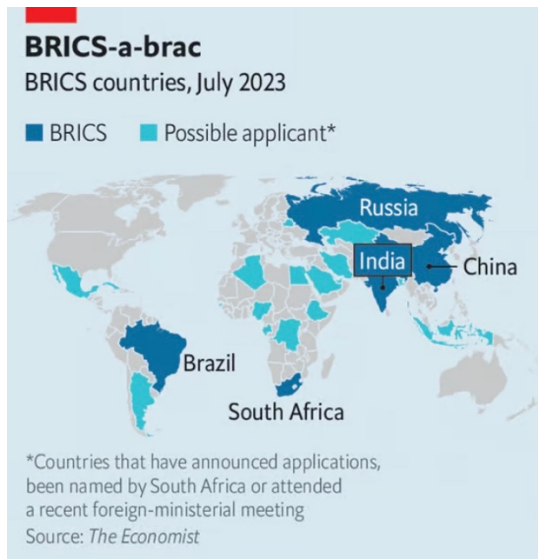 BRICS-a-brac
BRICS countries, July 2023
BRICS
Possible applicant*
Russia
India
China
Brazil
South Africa
*Countries that have announced applications,
been named by South Africa or attended
a recent foreign-ministerial meeting
Source: The Economist